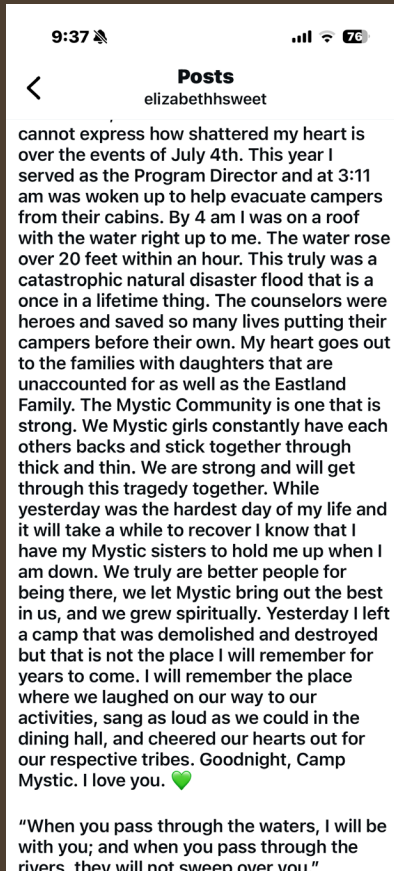 9:37
76
Posts
elizabethhsweet
cannot express how shattered my heart is
over the events of July 4th. This year I
served as the Program Director and at 3:11
am was woken up to help evacuate campers
from their cabins. By 4 am I was on a roof
with the water right up to me. The water rose
over 20 feet within an hour. This truly was a
catastrophic natural disaster flood that is a
once in a lifetime thing. The counselors were
heroes and saved so many lives putting their
campers before their own. My heart goes out
to the families with daughters that are
unaccounted for as well as the Eastland
Family. The Mystic Community is one that is
strong. We Mystic girls constantly have each
others backs and stick together through
thick and thin. We are strong and will get
through this tragedy together. While
yesterday was the hardest day of my life and
it will take a while to recover I know that I
have my Mystic sisters to hold me up when I
am down. We truly are better people for
being there, we let Mystic bring out the best
in us, and we grew spiritually. Yesterday I left
a camp that was demolished and destroyed
but that is not the place I will remember for
years to come. I will remember the place
where we laughed on our way to our
activities, sang as loud as we could in the
dining hall, and cheered our hearts out for
our respective tribes. Goodnight, Camp
Mystic. I love you. 💚
“When you pass through the waters, I will be
with you; and when you pass through the
rivers, they will not sweep over you.”